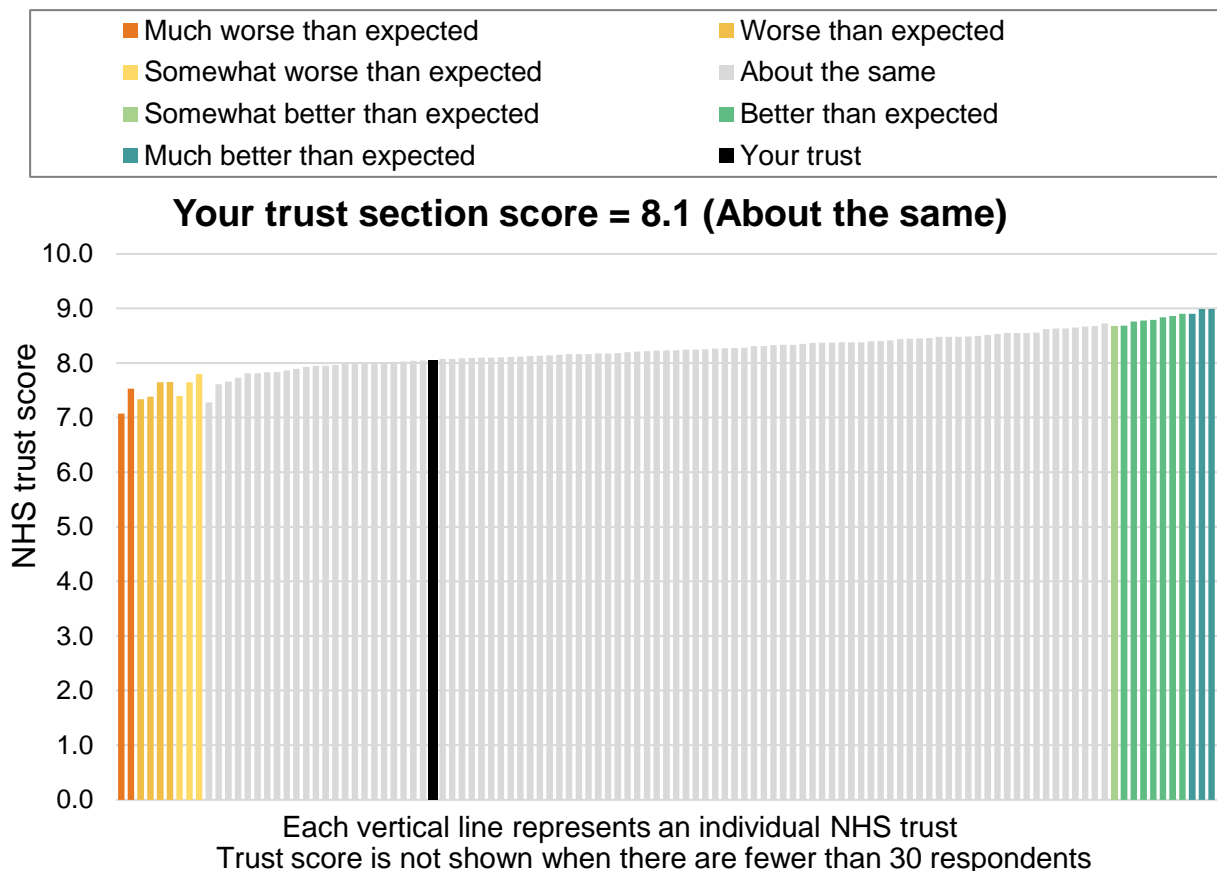 Much worse than expected
Worse than expected
Somewhat worse than expected
About the same
Somewhat better than expected
Better than expected
Much better than expected
Your trust
Your trust section score = 8.1 (About the same)
10.0
9.0
8.0
7.0
6.0
5.0
4.0
3.0
2.0
1.0
0.0
NHS trust score
Each vertical line represents an individual NHS trust
Trust score is not shown when there are fewer than 30 respondents